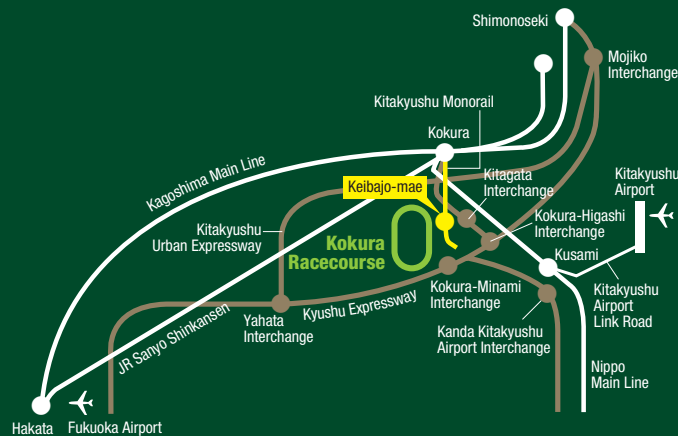 Shimonoseki
Mojiko
Interchange
Kitakyushu Monorail
Kokura
Kagoshima Main Line
Keibajo-mae
Kitagata
Interchange
Kitakyushu
Airport
Kitakyushu
Urban Expressway
Kokura
Racecourse
Kokura-Higashi
Interchange
Kusami
Kokura-Minami
Interchange
Kitakyushu
Airport
Link Road
Kyushu Expressway
Yahata
Interchange
JR Sanyo Shinkansen
Kanda Kitakyushu
Airport Interchange
Nippo
Main Line
Hakata
Fukuoka Airport